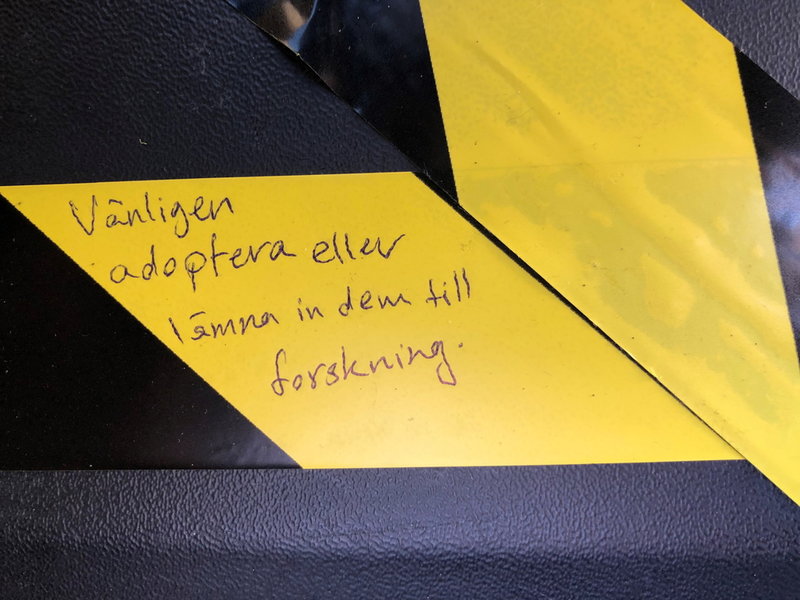 Vänligen
adoptera eller
lämna in dem till
forskning.